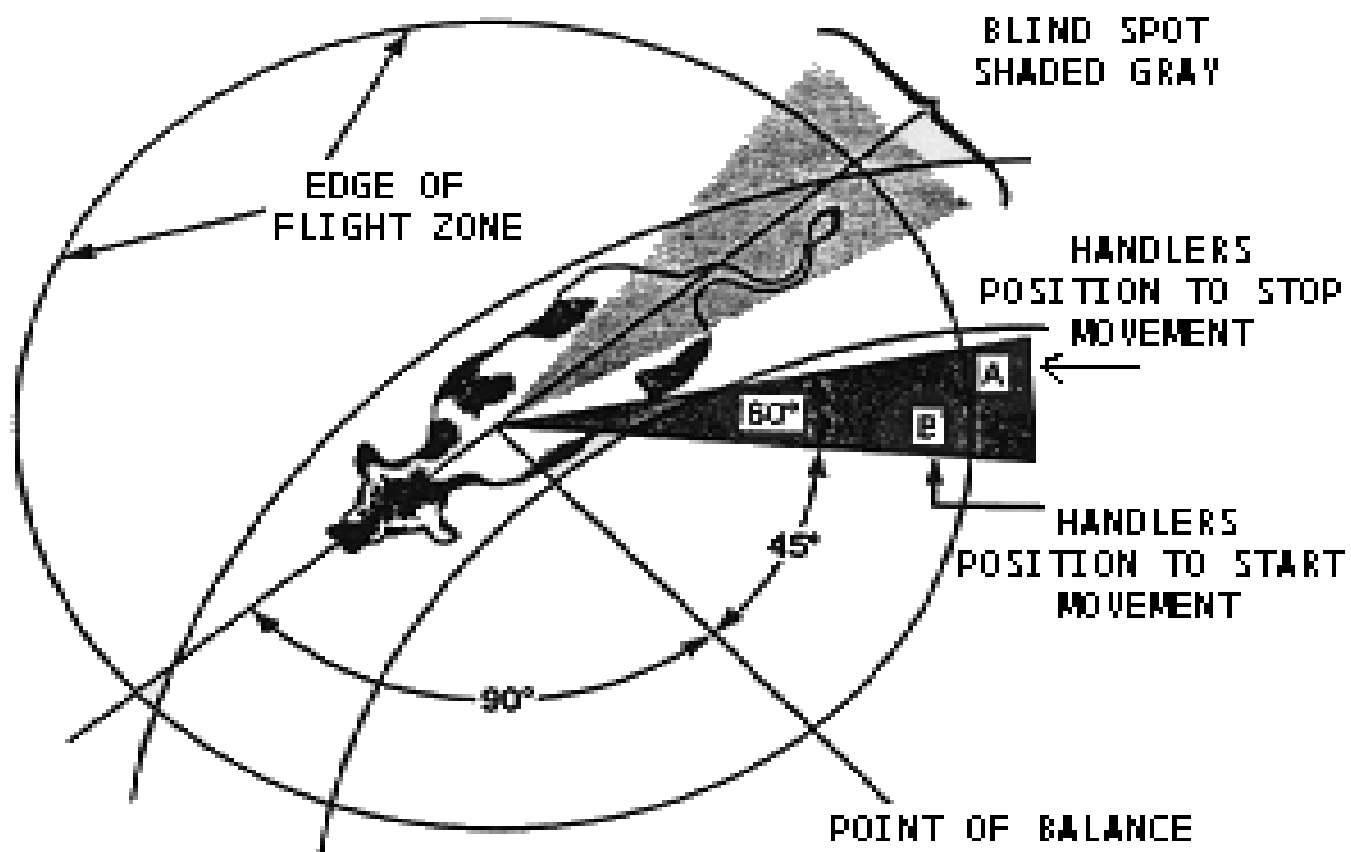 BLIND SPOT
SHADED GRAY
EDGE OF
FLIGHT ZONE
HANDLERS
POSITION TO STOP
MOVEMENT
A
60°
B
45°
HANDLERS
POSITION TO START
MOVEMENT
90°
POINT OF BALANCE